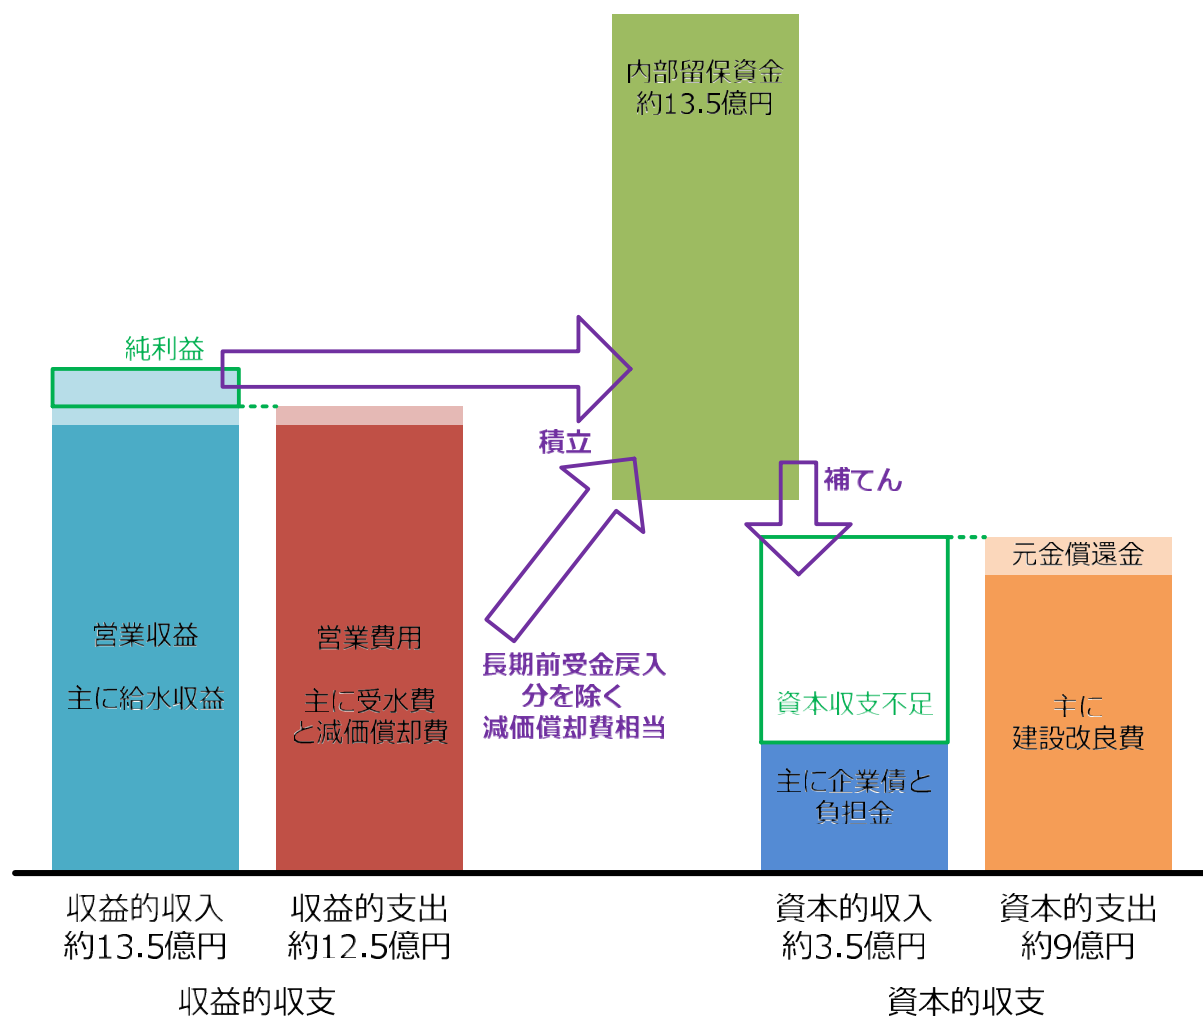 内部留保資金
約13.5億円
純利益
積立
補てん
元金償還金
営業収益
主に給水収益
営業費用
主に受水費
と減価償却費
長期前受金戻入
分を除く
減価償却費相当
資本収支不足
主に
建設改良費
主に企業債と
負担金
収益的収入
約13.5億円
収益的支出
約12.5億円
資本的収入
約3.5億円
資本的支出
約9億円
収益的収支
資本的収支